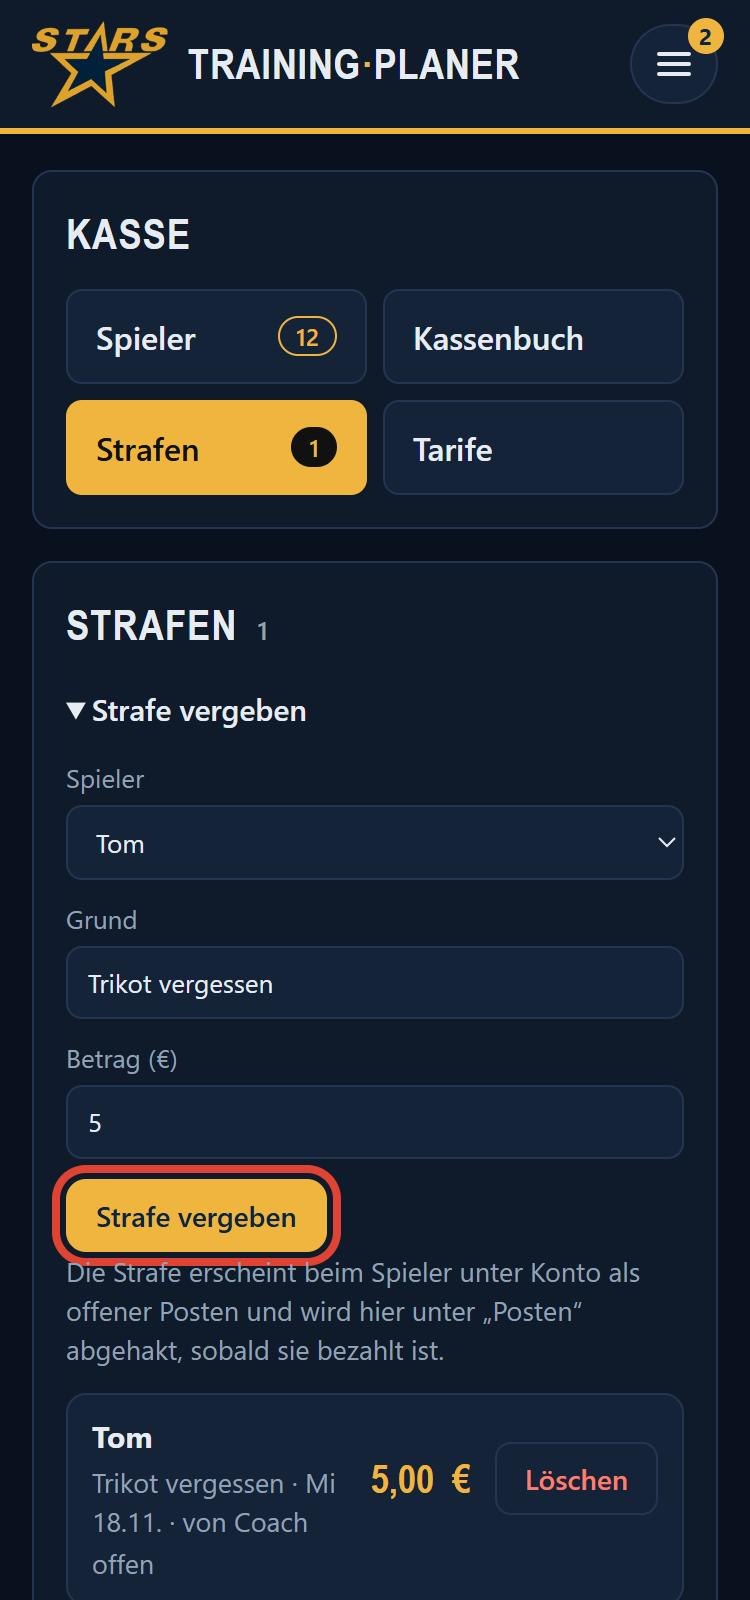 STARS
TRAINING·PLANER
2
KASSE
Spieler 12
Kassenbuch
Strafen 1
Tarife
STRAFEN 1
▼ Strafe vergeben
Spieler
Tom
Grund
Trikot vergessen
Betrag (€)
5
Strafe vergeben
Die Strafe erscheint beim Spieler unter Konto als
offener Posten und wird hier unter „Posten“
abgehakt, sobald sie bezahlt ist.
Tom
Trikot vergessen · Mi
18.11. · von Coach
offen
5,00 €
Löschen